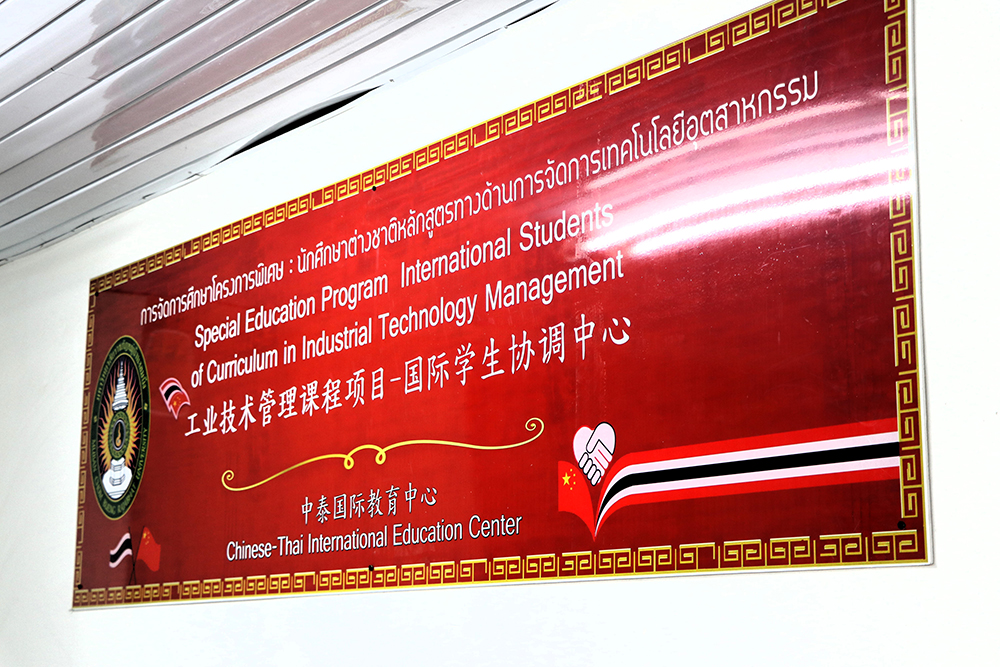 การจัดการศึกษาโครงการพิเศษ : นักศึกษาต่างชาติหลักสูตรทางด้านการจัดการเทคโนโลยีอุตสาหกรรม
Special Education Program International Students
of Curriculum in Industrial Technology Management
工业技术管理课程项目-国际学生协调中心
中泰国际教育中心
Chinese-Thai International Education Center